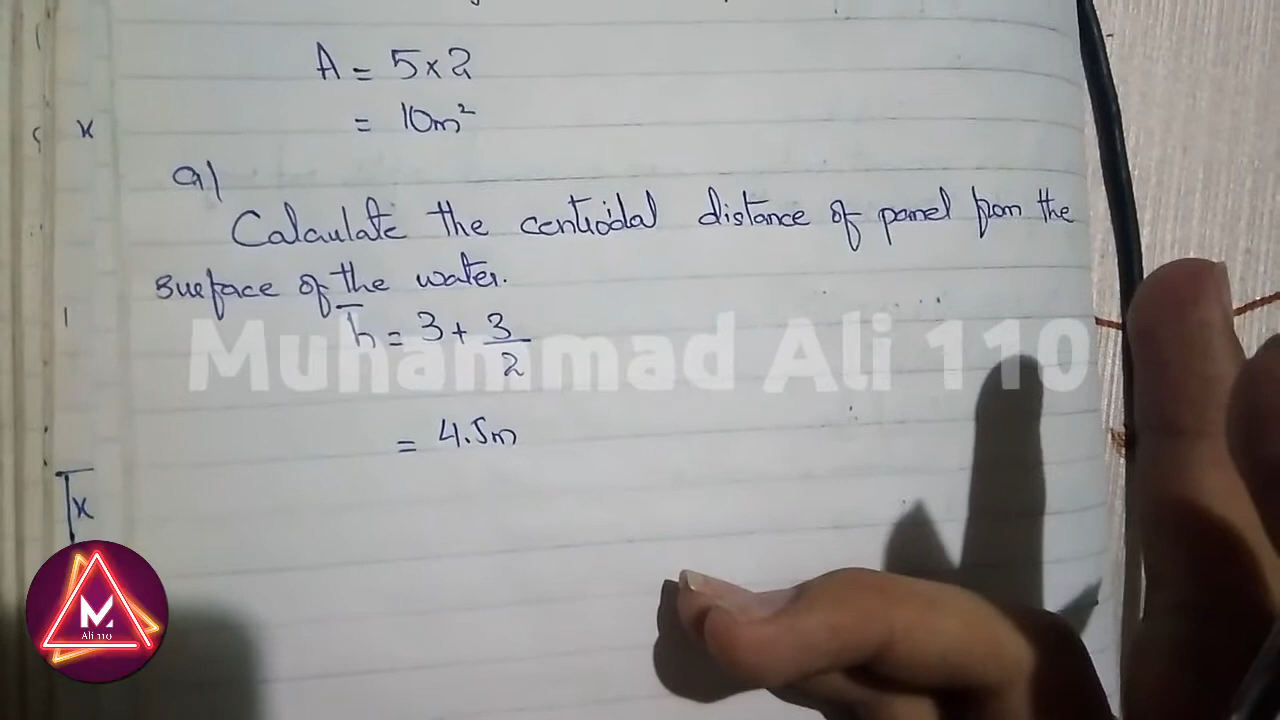 A = 5×2
= 10m²
x
a)
Calculate the centroidal distance of panel from the
surface of the water.
h̅ = 3 + 3/2
Muhammad Ali 110
= 4.5m
x
M
Ali 110